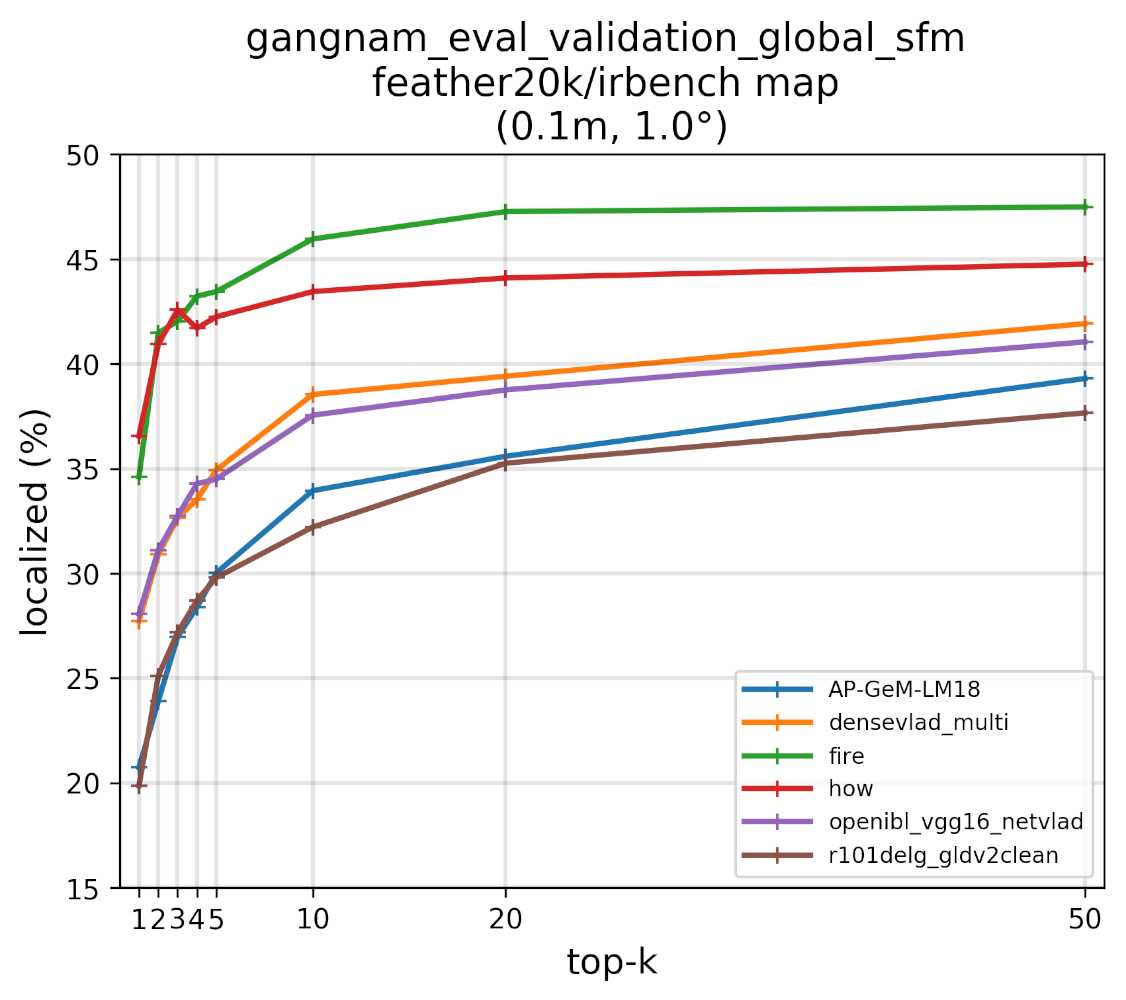 gangnam_eval_validation_global_sfm
feather20k/irbench map
(0.1m, 1.0°)
50
45
40
35
30
25
20
15
localized (%)
1 2 3 4 5 10 20 50
top-k
AP-GeM-LM18
densevlad_multi
fire
how
openibl_vgg16_netvlad
r101delg_gldv2clean